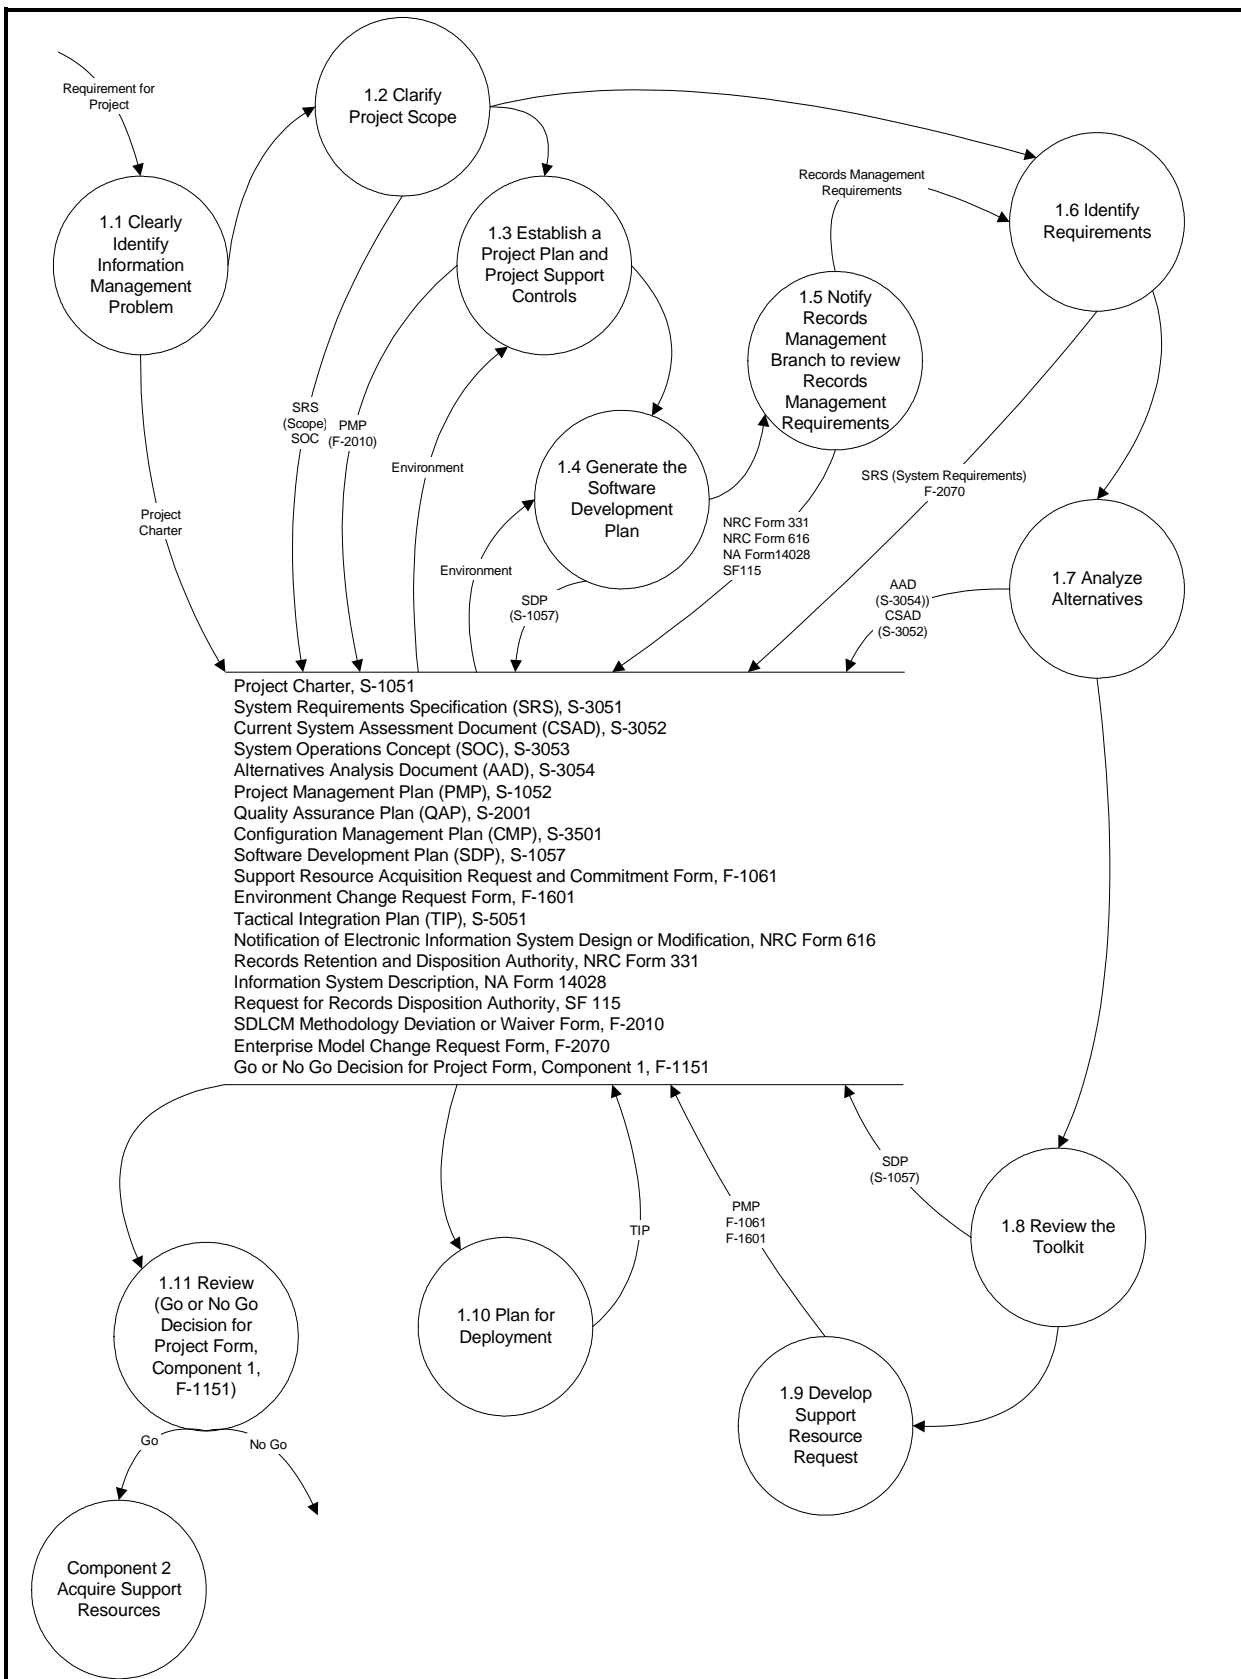 Requirement for
Project
1.2 Clarify
Project Scope
1.1 Clearly
Identify
Information
Management
Problem
1.3 Establish a
Project Plan and
Project Support
Controls
Records Management
Requirements
1.6 Identify
Requirements
1.5 Notify
Records
Management
Branch to review
Records
Management
Requirements
SRS
(Scope)
SOC
PMP
(F-2010)
Environment
1.4 Generate the
Software
Development
Plan
SRS (System Requirements)
F-2070
Project
Charter
NRC Form 331
NRC Form 616
NA Form14028
SF115
Environment
SDP
(S-1057)
AAD
(S-3054))
CSAD
(S-3052)
1.7 Analyze
Alternatives
Project Charter, S-1051
System Requirements Specification (SRS), S-3051
Current System Assessment Document (CSAD), S-3052
System Operations Concept (SOC), S-3053
Alternatives Analysis Document (AAD), S-3054
Project Management Plan (PMP), S-1052
Quality Assurance Plan (QAP), S-2001
Configuration Management Plan (CMP), S-3501
Software Development Plan (SDP), S-1057
Support Resource Acquisition Request and Commitment Form, F-1061
Environment Change Request Form, F-1601
Tactical Integration Plan (TIP), S-5051
Notification of Electronic Information System Design or Modification, NRC Form 616
Records Retention and Disposition Authority, NRC Form 331
Information System Description, NA Form 14028
Request for Records Disposition Authority, SF 115
SDLCM Methodology Deviation or Waiver Form, F-2010
Enterprise Model Change Request Form, F-2070
Go or No Go Decision for Project Form, Component 1, F-1151
SDP
(S-1057)
PMP
F-1061
F-1601
TIP
1.8 Review the
Toolkit
1.11 Review
(Go or No Go
Decision for
Project Form,
Component 1,
F-1151)
1.10 Plan for
Deployment
1.9 Develop
Support
Resource
Request
Go
No Go
Component 2
Acquire Support
Resources